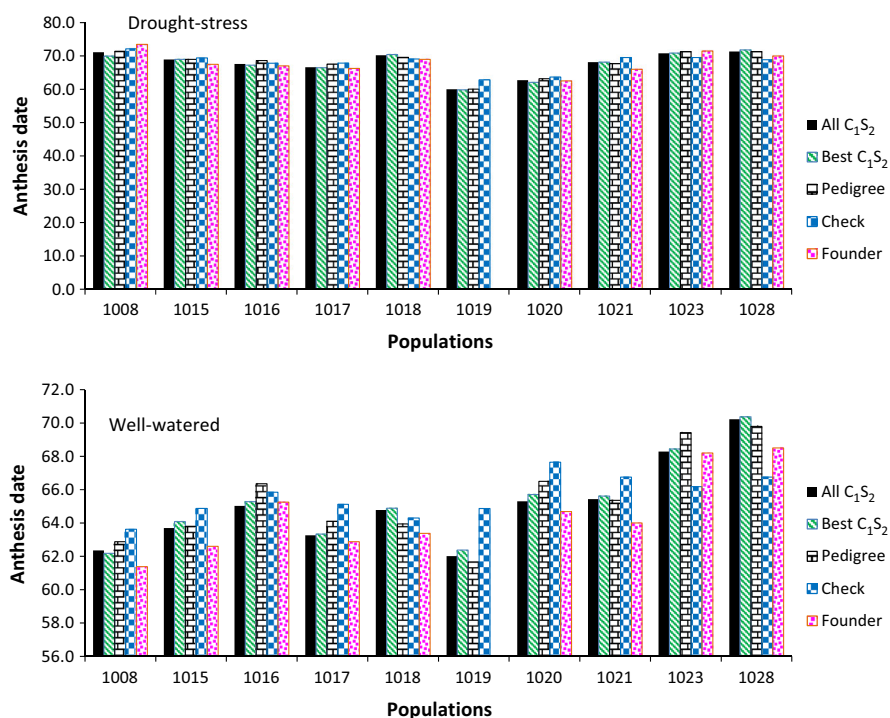 Drought-stress
80.0
70.0
60.0
50.0
40.0
30.0
20.0
10.0
0.0
Anthesis date
1008 1015 1016 1017 1018 1019 1020 1021 1023 1028
Populations
All C₁S₂
Best C₁S₂
Pedigree
Check
Founder
Well-watered
72.0
70.0
68.0
66.0
64.0
62.0
60.0
58.0
56.0
Anthesis date
1008 1015 1016 1017 1018 1019 1020 1021 1023 1028
Populations
All C₁S₂
Best C₁S₂
Pedigree
Check
Founder